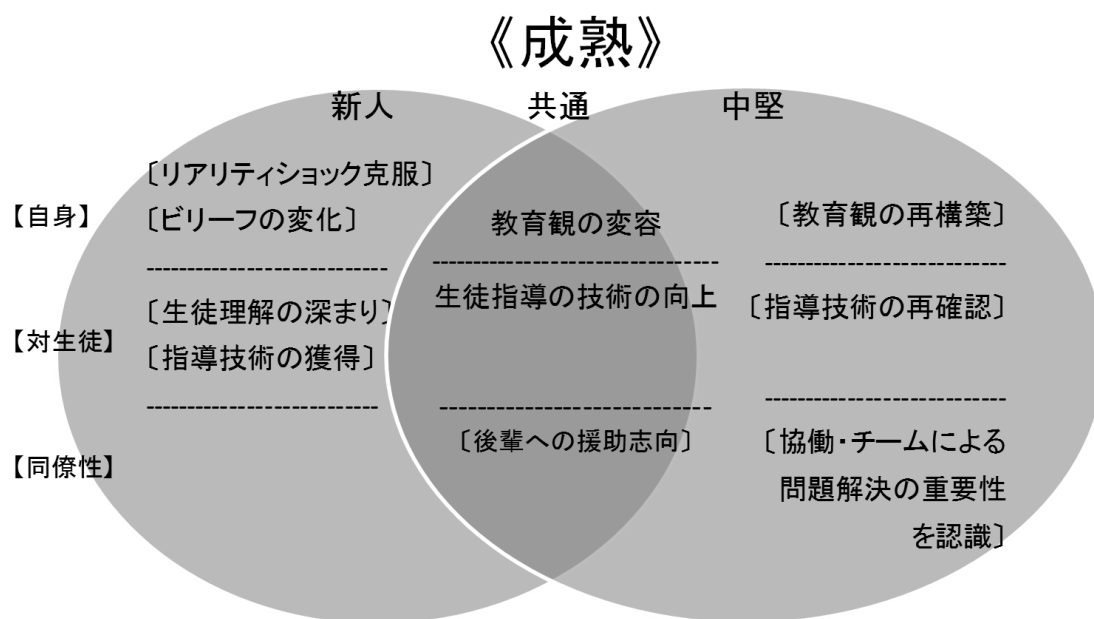 《成熟》
新人 共通 中堅
〔リアリティショック克服〕
【自身】 〔ビリーフの変化〕 教育観の変容 〔教育観の再構築〕
〔生徒理解の深まり〕 生徒指導の技術の向上 〔指導技術の再確認〕
【対生徒】 〔指導技術の獲得〕
【同僚性】 〔後輩への援助志向〕 〔協働・チームによる
問題解決の重要性
を認識〕